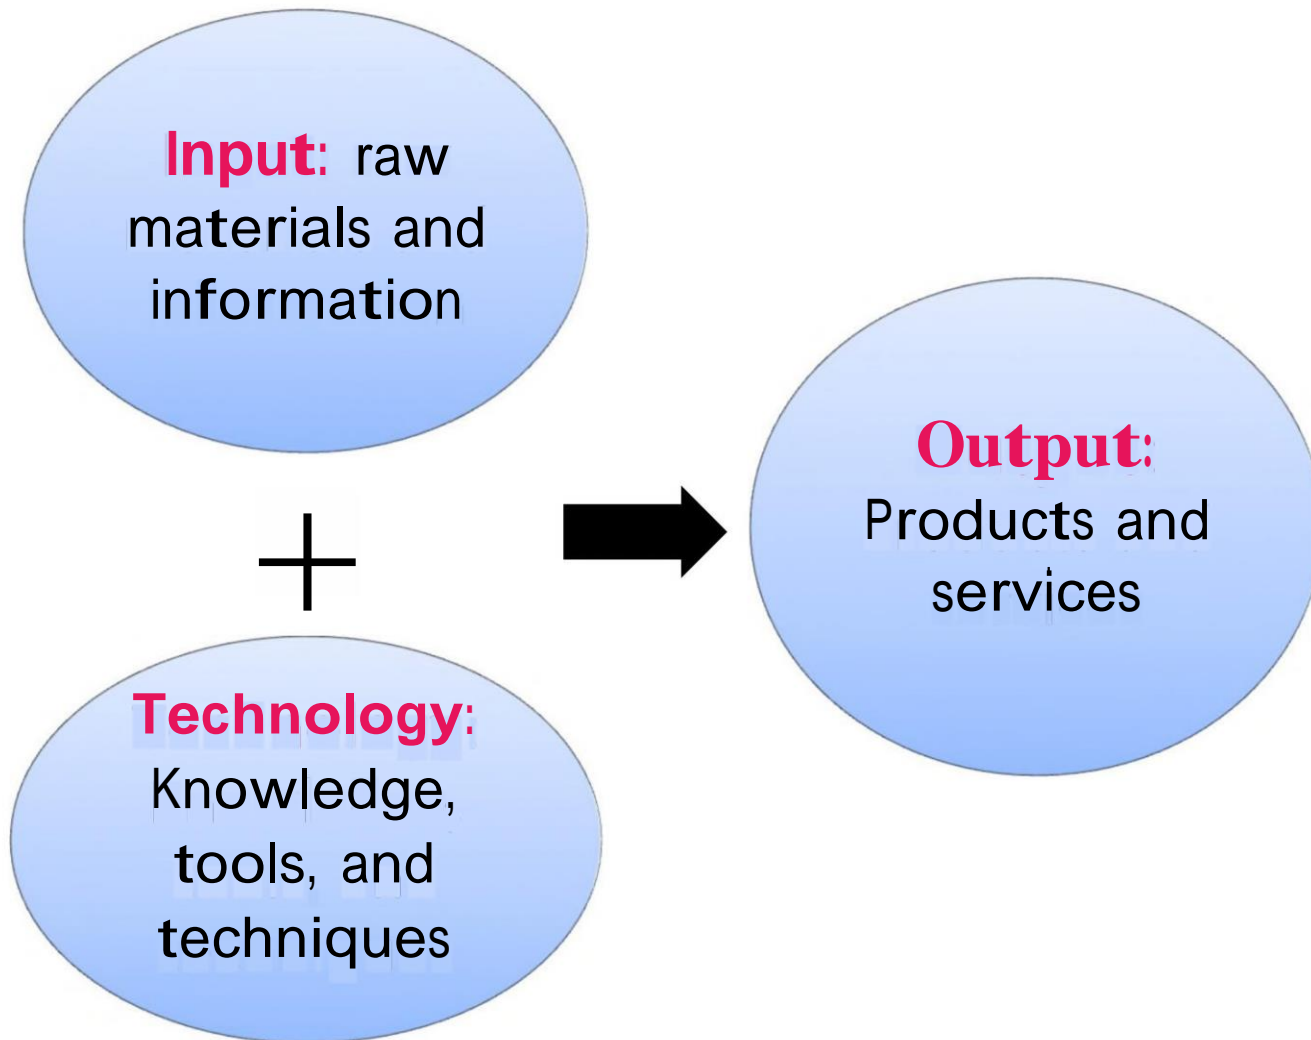 Input: raw
materials and
information
+
Technology:
Knowledge,
tools, and
techniques
Output:
Products and
services